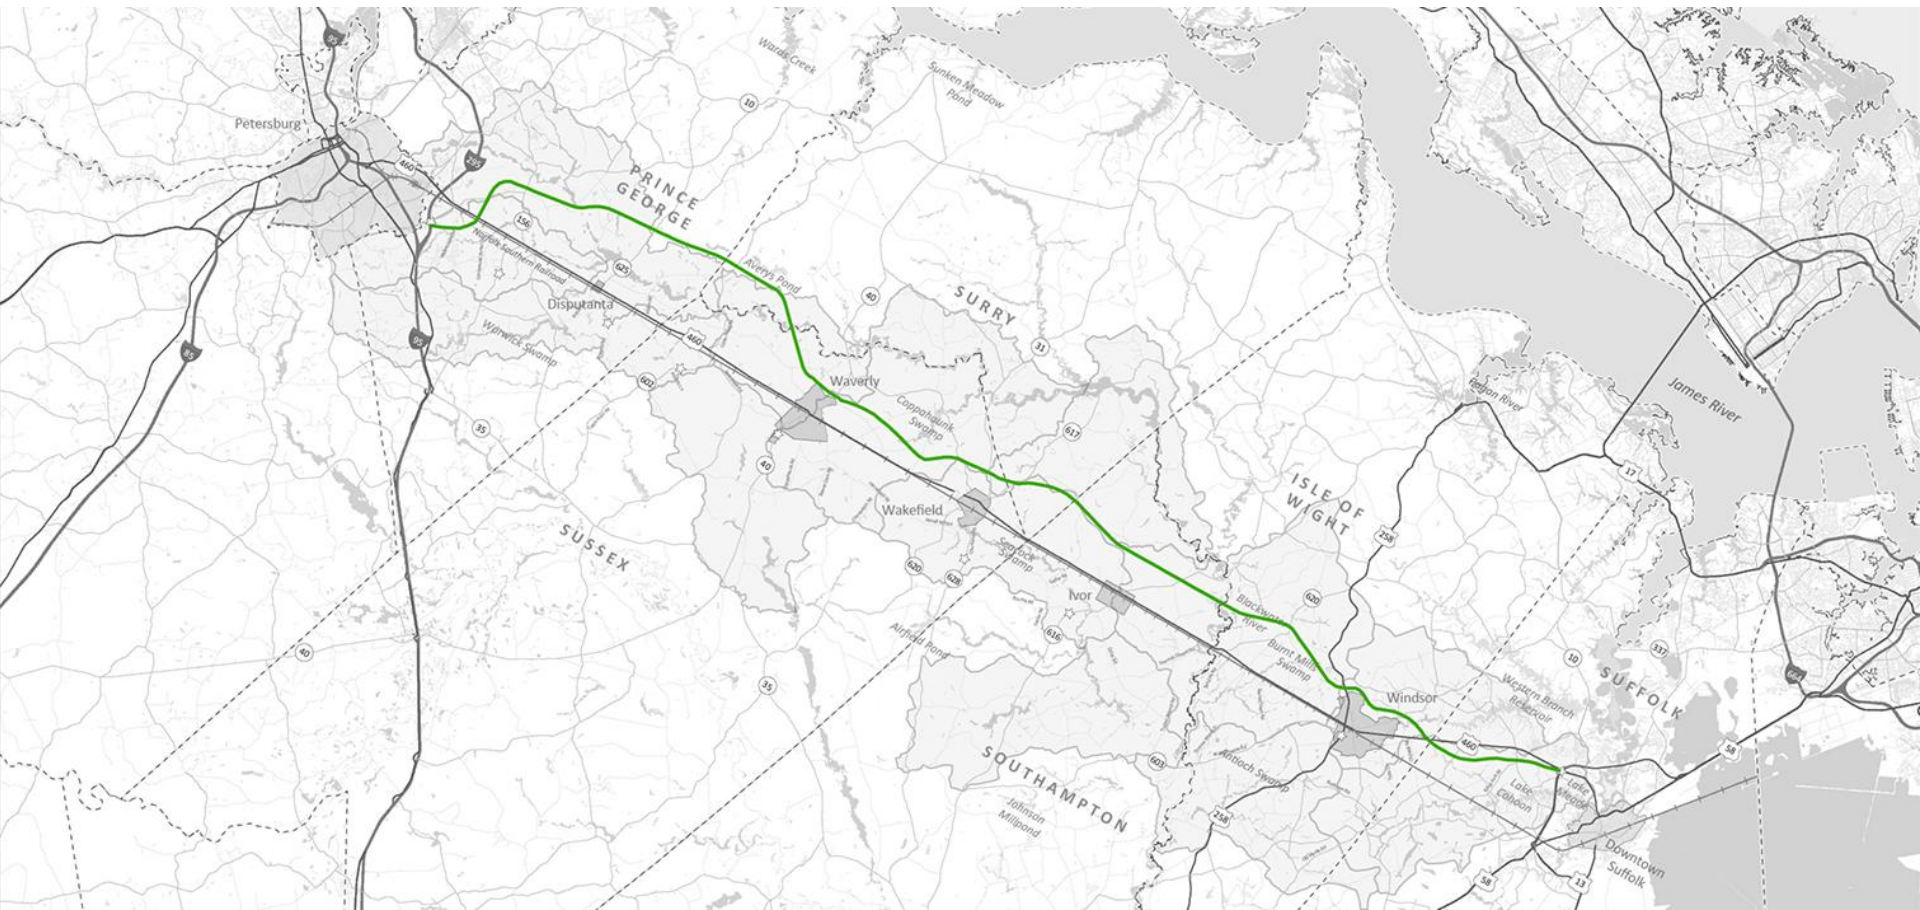 95
Wards Creek
Sunken Meadow
Pond
10
Petersburg
460
295
PRINCE
GEORGE
156
Norfolk Southern Railroad
625
Averys Pond
Disputanta
40
SURRY
Warwick Swamp
95
460
31
85
602
Waverly
James River
Coppahaunk
Swamp
35
617
40
17
ISLE OF
WIGHT
Wakefield
258
SUSSEX
Swamp
620
628
Ivor
620
Blackwater
River
616
Airfield Pond
Burnt Mills
Swamp
40
10
337
35
SUFFOLK
Windsor
Western Branch
Reservoir
460
58
SOUTHAMPTON
603
Antioch Swamp
Lake
Cahoon
Lake
Meade
Johnson
Millpond
258
Downtown
Suffolk
58
13